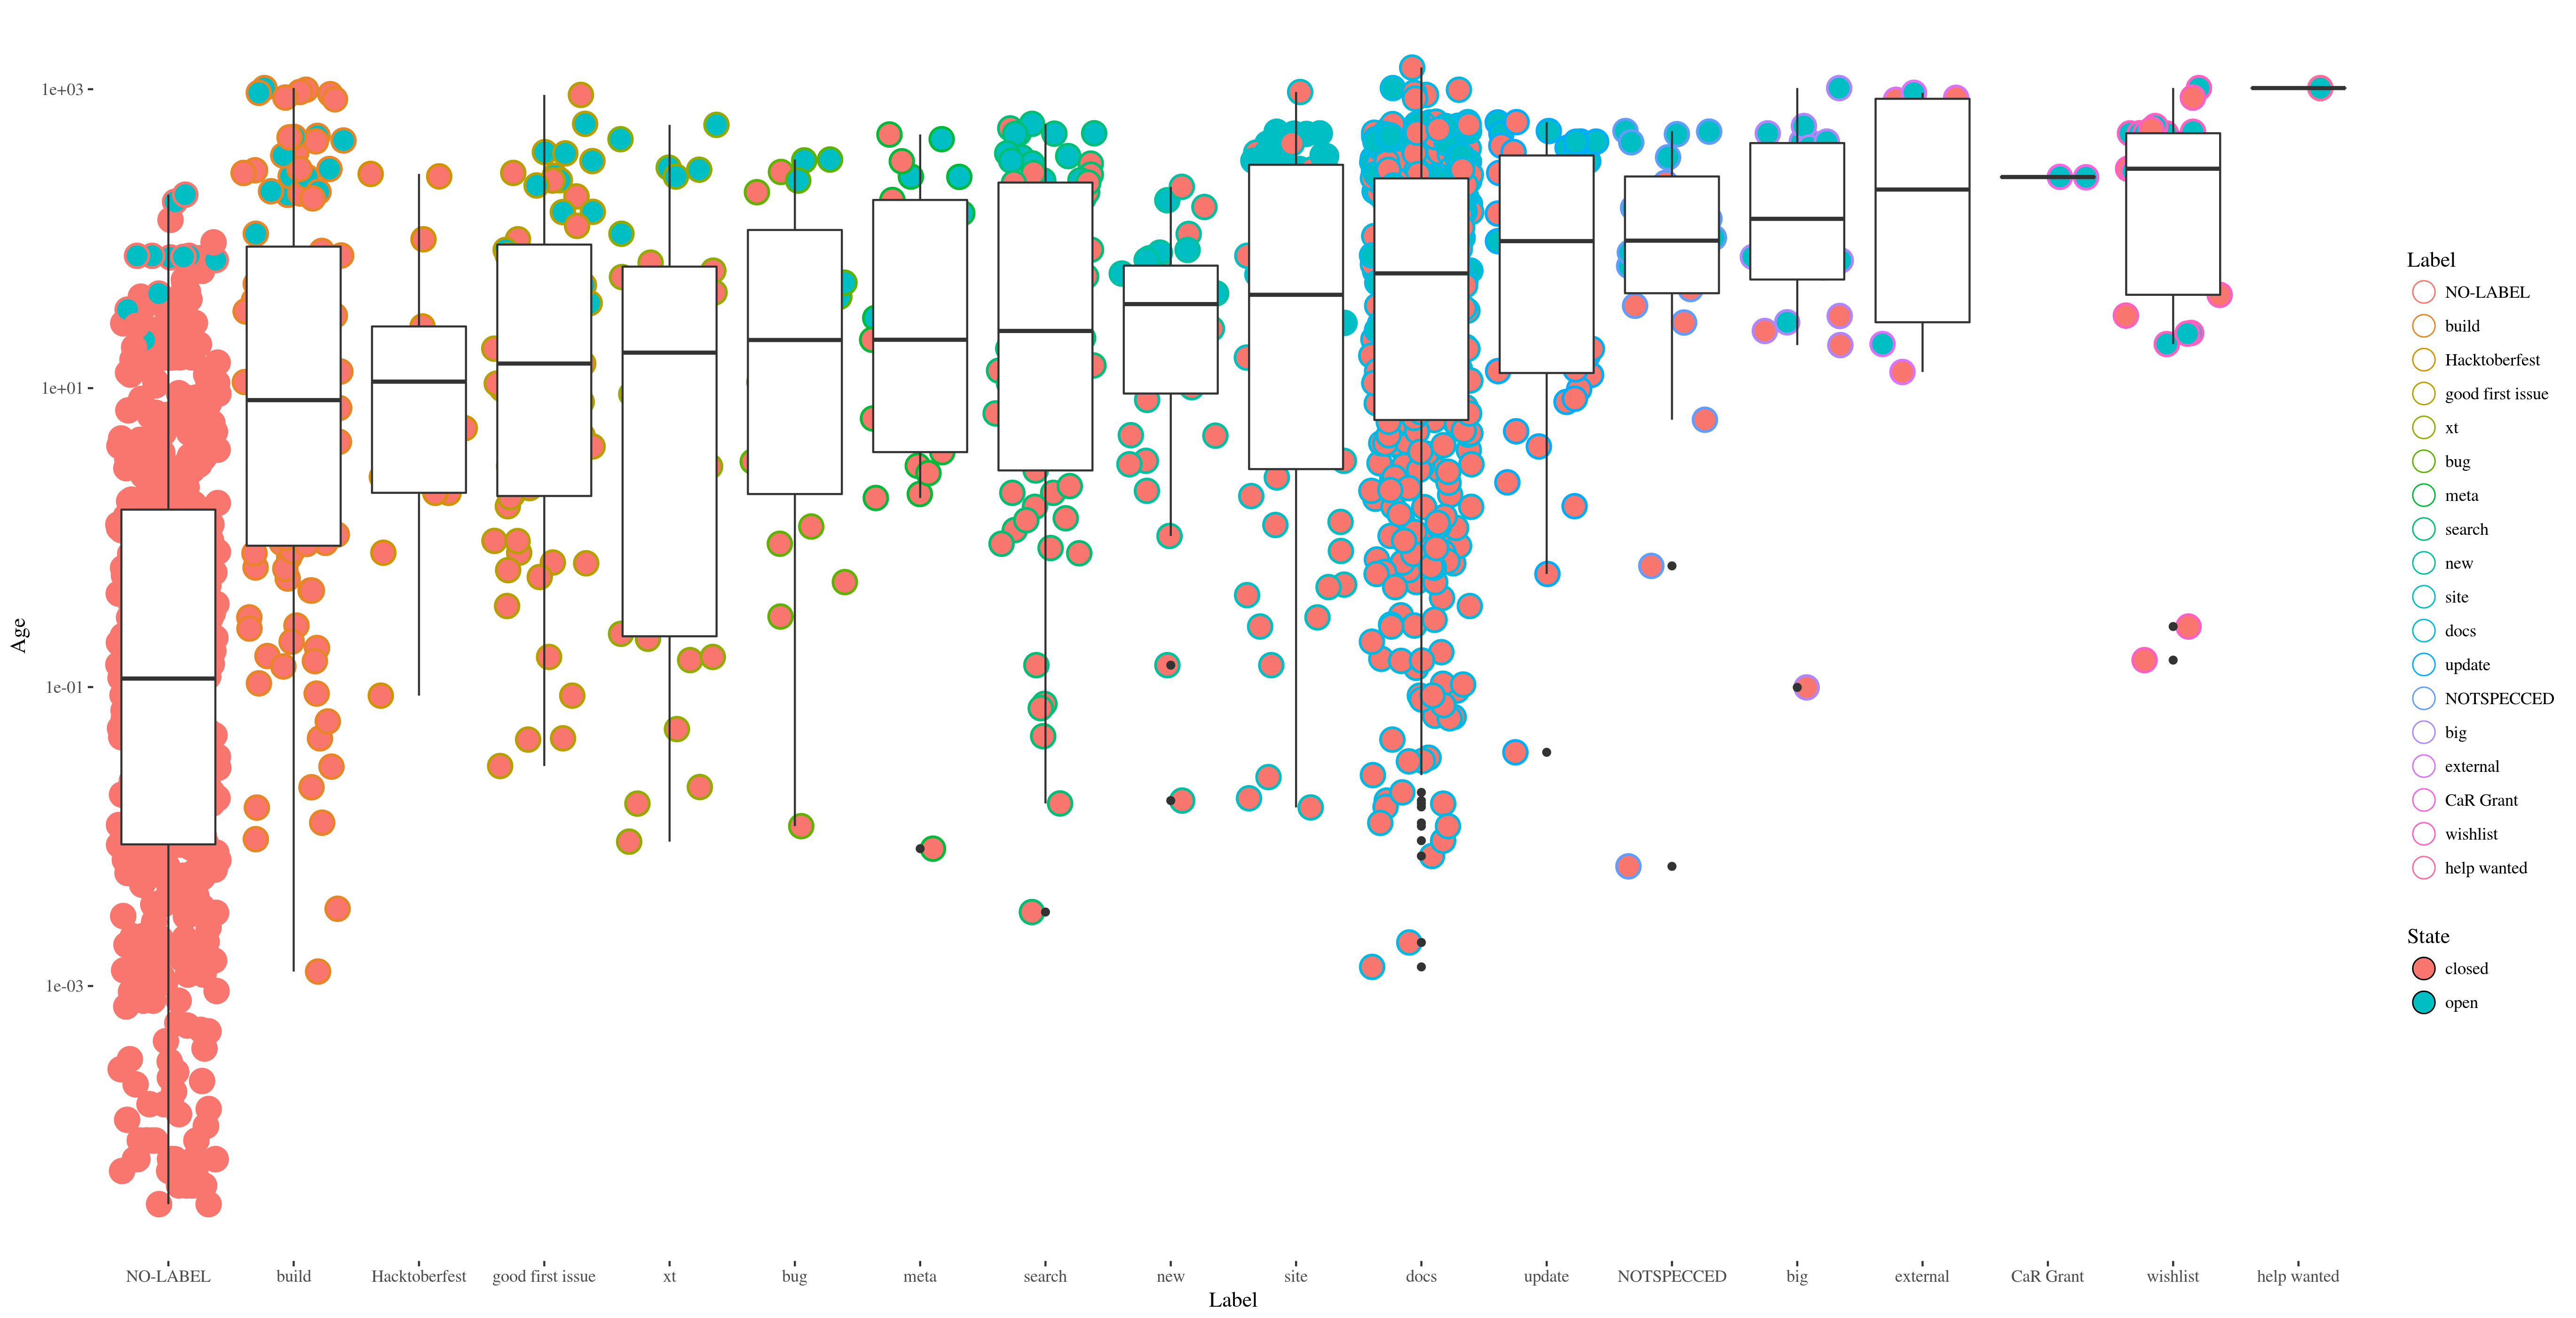 1e+03
1e+01
1e-01
1e-03
Age
NO-LABEL build Hacktoberfest good first issue xt bug meta search new site docs update NOTSPECCED big external CaR Grant wishlist help wanted
Label
Label
NO-LABEL
build
Hacktoberfest
good first issue
xt
bug
meta
search
new
site
docs
update
NOTSPECCED
big
external
CaR Grant
wishlist
help wanted
State
closed
open